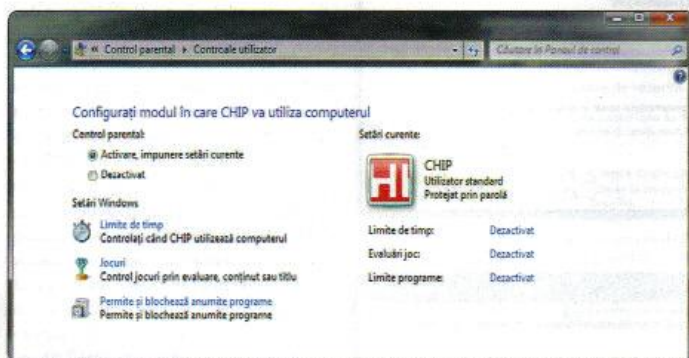 « Control parental ▸ Controale utilizator
Căutare în Panoul de control
Configurați modul în care CHIP va utiliza computerul
Control parental:
Activare, impunere setări curente
Dezactivat
Setări Windows
Limite de timp
Controlați când CHIP utilizează computerul
Jocuri
Control jocuri prin evaluare, conținut sau titlu
Permite și blochează anumite programe
Permite și blochează anumite programe
Setări curente:
HI
CHIP
Utilizator standard
Protejat prin parolă
Limite de timp: Dezactivat
Evaluări joc: Dezactivat
Limite programe: Dezactivat